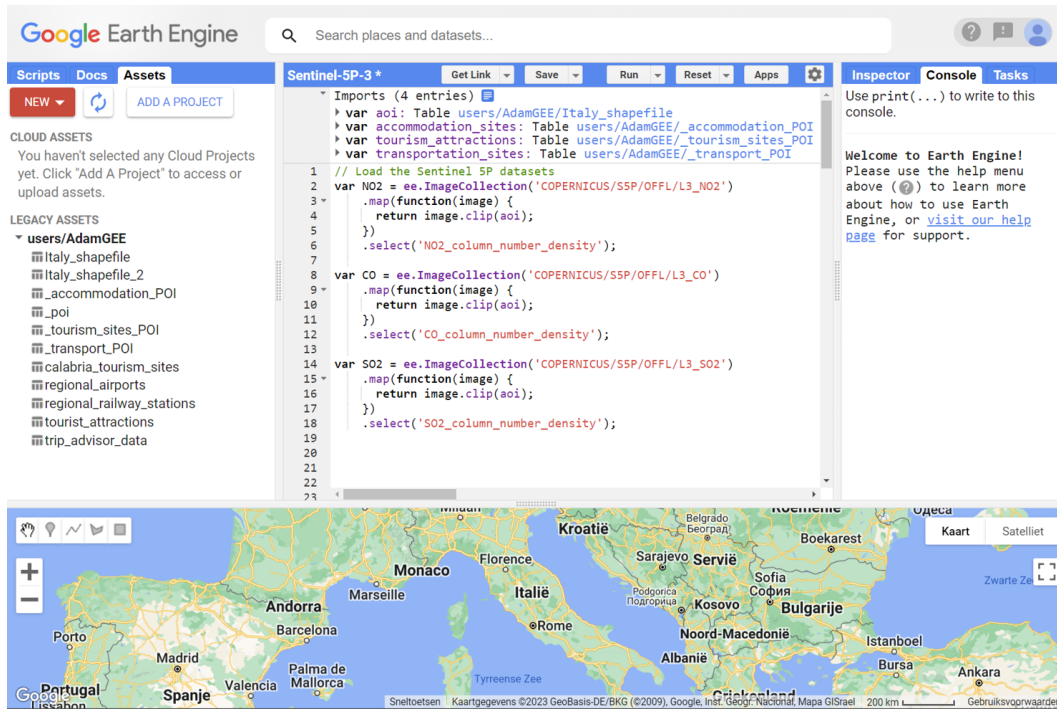 Google Earth Engine
Search places and datasets...
Scripts Docs Assets
NEW
ADD A PROJECT
CLOUD ASSETS
You haven't selected any Cloud Projects
yet. Click "Add A Project" to access or
upload assets.
LEGACY ASSETS
users/AdamGEE
Italy_shapefile
Italy_shapefile_2
_accommodation_POI
_poi
_tourism_sites_POI
_transport_POI
calabria_tourism_sites
regional_airports
regional_railway_stations
tourist_attractions
trip_advisor_data
Sentinel-5P-3 *
Get Link Save Run Reset Apps
Imports (4 entries)
var aoi: Table users/AdamGEE/Italy_shapefile
var accommodation_sites: Table users/AdamGEE/_accommodation_POI
var tourism_attractions: Table users/AdamGEE/_tourism_sites_POI
var transportation_sites: Table users/AdamGEE/_transport_POI
1 // Load the Sentinel 5P datasets
2 var NO2 = ee.ImageCollection('COPERNICUS/S5P/OFFL/L3_NO2')
3 .map(function(image) {
4 return image.clip(aoi);
5 })
6 .select('NO2_column_number_density');
7
8 var CO = ee.ImageCollection('COPERNICUS/S5P/OFFL/L3_CO')
9 .map(function(image) {
10 return image.clip(aoi);
11 })
12 .select('CO_column_number_density');
13
14 var SO2 = ee.ImageCollection('COPERNICUS/S5P/OFFL/L3_SO2')
15 .map(function(image) {
16 return image.clip(aoi);
17 })
18 .select('SO2_column_number_density');
19
20
21
22
23
Inspector Console Tasks
Use print(...) to write to this
console.
Welcome to Earth Engine!
Please use the help menu
above (?) to learn more
about how to use Earth
Engine, or visit our help
page for support.
Kaart Satelliet
Milaan
Kroatië
Belgrado
Београд
Roemenië
Одеса
Boekarest
Florence
Monaco
Marseille
Sarajevo
Servië
Italië
Podgorica
Подгорица
Sofia
София
Zwarte Zee
Andorra
Kosovo
Bulgarije
Rome
Barcelona
Noord-Macedonië
Porto
Istanboel
Madrid
Albanië
Bursa
Palma de
Mallorca
Ankara
Tyrreense Zee
Valencia
Portugal
Spanje
Griekenland
Google
Lissabon
Sneltoetsen Kaartgegevens ©2023 GeoBasis-DE/BKG (©2009), Google, Inst. Geogr. Nacional, Mapa GISrael 200 km Gebruiksvoorwaarden